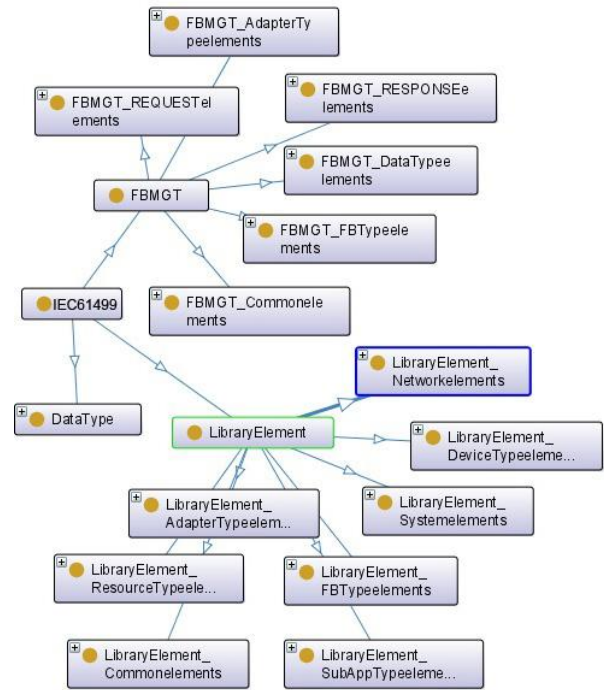 FBMGT_AdapterTy
peelements
FBMGT_REQUESTel
ements
FBMGT_RESPONSEe
lements
FBMGT_DataTypee
lements
FBMGT
FBMGT_FBTypeele
ments
IEC61499
FBMGT_Commonele
ments
LibraryElement_
Networkelements
DataType
LibraryElement
LibraryElement_
DeviceTypeeleme...
LibraryElement_
AdapterTypeelem...
LibraryElement_
Systemelements
LibraryElement_
ResourceTypeele...
LibraryElement_
FBTypeelements
LibraryElement_
Commonelements
LibraryElement_
SubAppTypeeleme...